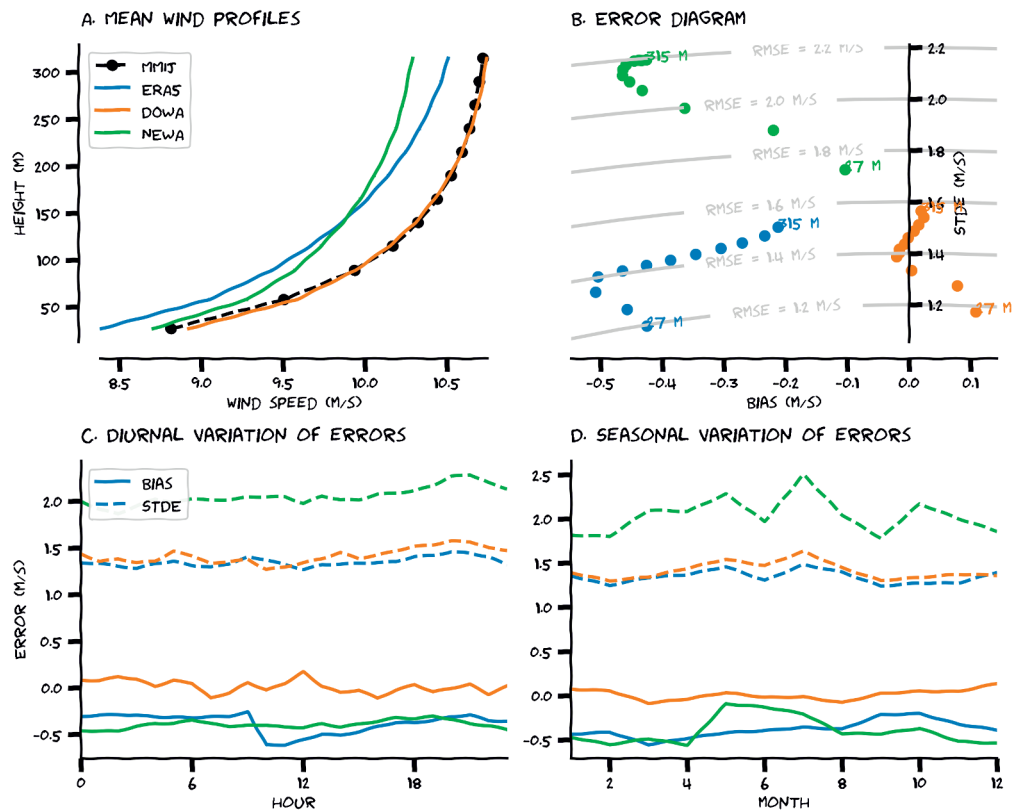 A. MEAN WIND PROFILES
MMIJ
ERA5
DOWA
NEWA
HEIGHT (M)
300
250
200
150
100
50
8.5 9.0 9.5 10.0 10.5
WIND SPEED (M/S)
B. ERROR DIAGRAM
315 M
RMSE = 2.2 M/S
2.2
RMSE = 2.0 M/S
2.0
RMSE = 1.8 M/S
1.8
27 M
STDE (M/S)
RMSE = 1.6 M/S
1.6
315 M
315 M
RMSE = 1.4 M/S
1.4
RMSE = 1.2 M/S
1.2
27 M
27 M
-0.5 -0.4 -0.3 -0.2 -0.1 0.0 0.1
BIAS (M/S)
C. DIURNAL VARIATION OF ERRORS
BIAS
STDE
ERROR (M/S)
2.0
1.5
1.0
0.5
0.0
-0.5
0 6 12 18
HOUR
D. SEASONAL VARIATION OF ERRORS
2.5
2.0
1.5
1.0
0.5
0.0
-0.5
2 4 6 8 10 12
MONTH